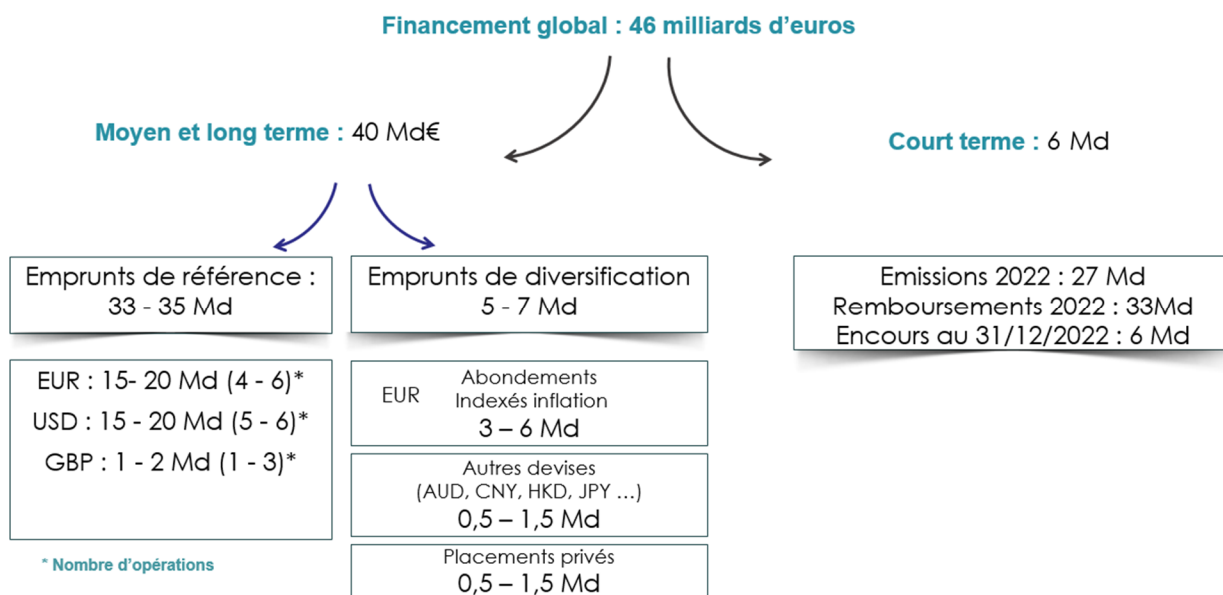 Financement global : 46 milliards d’euros
Moyen et long terme : 40 Md€
Court terme : 6 Md
Emprunts de référence :
33 - 35 Md
Emprunts de diversification
5 - 7 Md
Emissions 2022 : 27 Md
Remboursements 2022 : 33Md
Encours au 31/12/2022 : 6 Md
EUR : 15- 20 Md (4 - 6)*
USD : 15 - 20 Md (5 - 6)*
GBP : 1 - 2 Md (1 - 3)*
EUR
Abondements
Indexés inflation
3 – 6 Md
Autres devises
(AUD, CNY, HKD, JPY ...)
0,5 – 1,5 Md
Placements privés
0,5 – 1,5 Md
* Nombre d’opérations